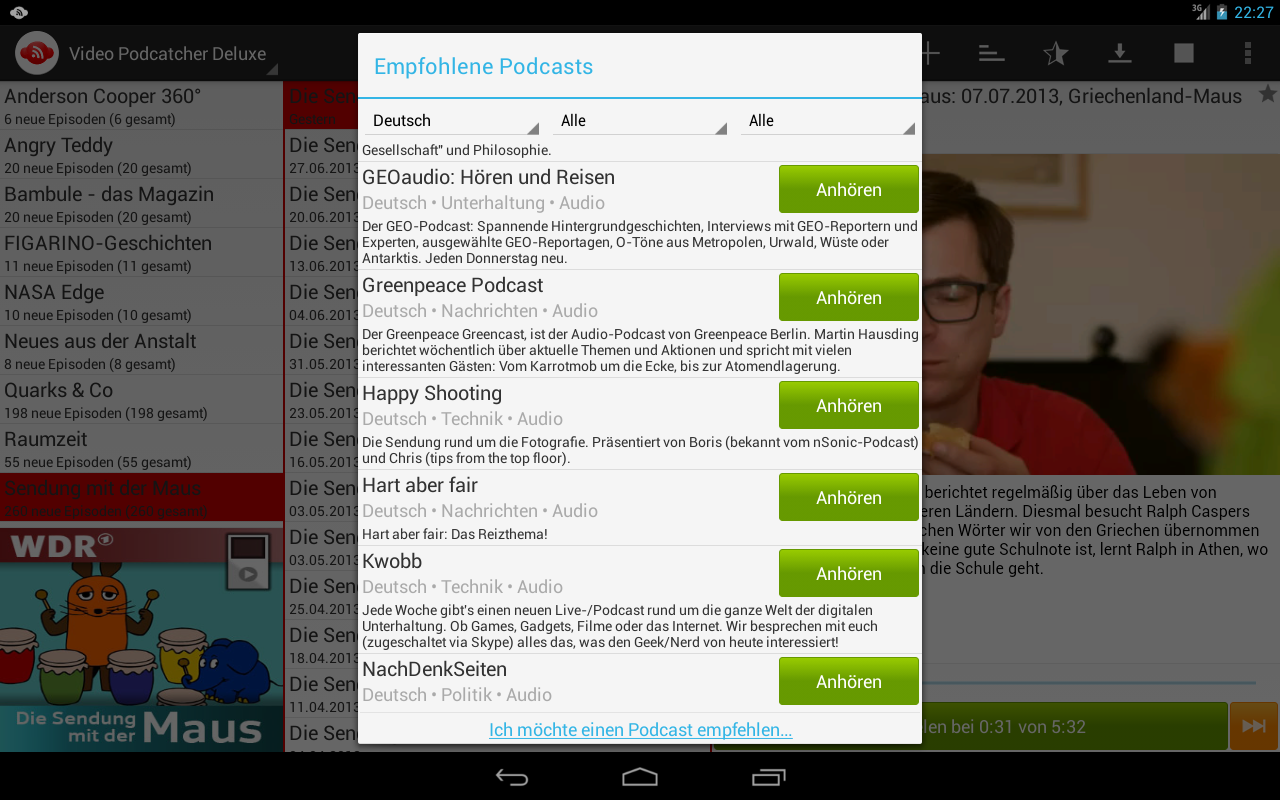 3G 22:27
Video Podcatcher Deluxe
Anderson Cooper 360°
6 neue Episoden (6 gesamt)
Angry Teddy
20 neue Episoden (20 gesamt)
Bambule - das Magazin
20 neue Episoden (20 gesamt)
FIGARINO-Geschichten
11 neue Episoden (11 gesamt)
NASA Edge
10 neue Episoden (10 gesamt)
Neues aus der Anstalt
8 neue Episoden (8 gesamt)
Quarks & Co
198 neue Episoden (198 gesamt)
Raumzeit
55 neue Episoden (55 gesamt)
Sendung mit der Maus
WDR
Die Sendung
mit der Maus
Die Sen
Die Sen
27.06.2013
Die Sen
20.06.2013
Die Sen
13.06.2013
Die Sen
04.06.2013
Die Sen
31.05.2013
Die Sen
23.05.2013
Die Sen
16.05.2013
Die Sen
03.05.2013
Die Sen
03.05.2013
Die Sen
25.04.2013
Die Sen
18.04.2013
Die Sen
11.04.2013
Die Sen
Empfohlene Podcasts
Deutsch Alle Alle
Gesellschaft" und Philosophie.
GEOaudio: Hören und Reisen
Deutsch • Unterhaltung • Audio
Anhören
Der GEO-Podcast: Spannende Hintergrundgeschichten, Interviews mit GEO-Reportern und
Experten, ausgewählte GEO-Reportagen, O-Töne aus Metropolen, Urwald, Wüste oder
Antarktis. Jeden Donnerstag neu.
Greenpeace Podcast
Deutsch • Nachrichten • Audio
Anhören
Der Greenpeace Greencast, ist der Audio-Podcast von Greenpeace Berlin. Martin Hausding
berichtet wöchentlich über aktuelle Themen und Aktionen und spricht mit vielen
interessanten Gästen: Vom Karrotmob um die Ecke, bis zur Atomendlagerung.
Happy Shooting
Deutsch • Technik • Audio
Anhören
Die Sendung rund um die Fotografie. Präsentiert von Boris (bekannt vom nSonic-Podcast)
und Chris (tips from the top floor).
Hart aber fair
Deutsch • Nachrichten • Audio
Anhören
Hart aber fair: Das Reizthema!
Kwobb
Deutsch • Technik • Audio
Anhören
Jede Woche gibt's einen neuen Live-/Podcast rund um die ganze Welt der digitalen
Unterhaltung. Ob Games, Gadgets, Filme oder das Internet. Wir besprechen mit euch
(zugeschaltet via Skype) alles das, was den Geek/Nerd von heute interessiert!
NachDenkSeiten
Deutsch • Politik • Audio
Anhören
Ich möchte einen Podcast empfehlen...
aus: 07.07.2013, Griechenland-Maus
berichtet regelmäßig über das Leben von
eren Ländern. Diesmal besucht Ralph Caspers
chen Wörter wir von den Griechen übernommen
keine gute Schulnote ist, lernt Ralph in Athen, wo
die Schule geht.
len bei 0:31 von 5:32